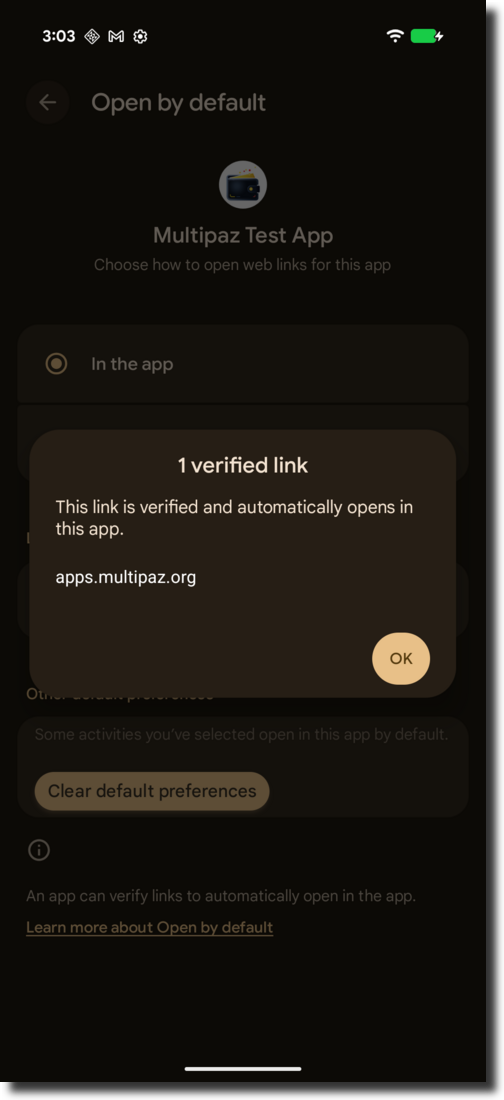 3:03
Open by default
Multipaz Test App
Choose how to open web links for this app
In the app
1 verified link
This link is verified and automatically opens in
this app.
apps.multipaz.org
OK
Other default preferences
Some activities you've selected open in this app by default.
Clear default preferences
An app can verify links to automatically open in the app.
Learn more about Open by default